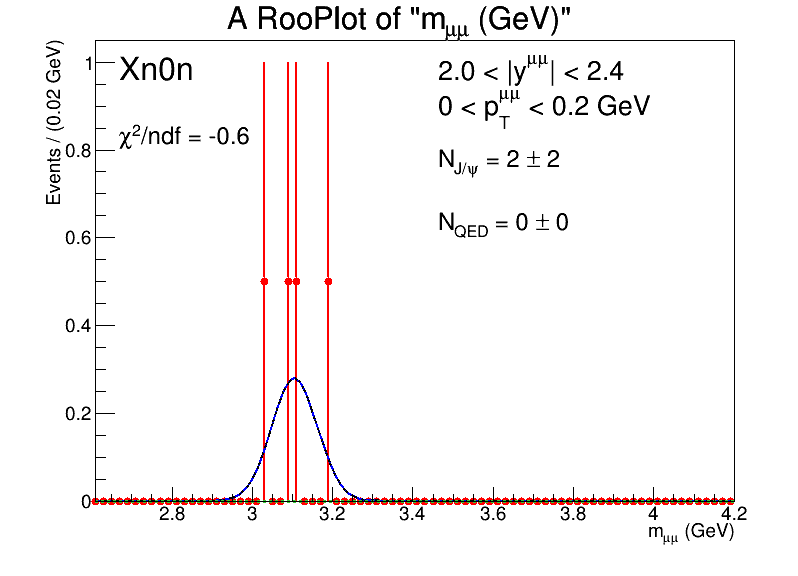 A RooPlot of "m_μμ (GeV)"
Events / (0.02 GeV)
Xn0n
χ²/ndf = -0.6
2.0 < |y^μμ| < 2.4
0 < p_T^μμ < 0.2 GeV
N_J/ψ = 2 ± 2
N_QED = 0 ± 0
1
0.8
0.6
0.4
0.2
0
2.8 3 3.2 3.4 3.6 3.8 4 4.2
m_μμ (GeV)